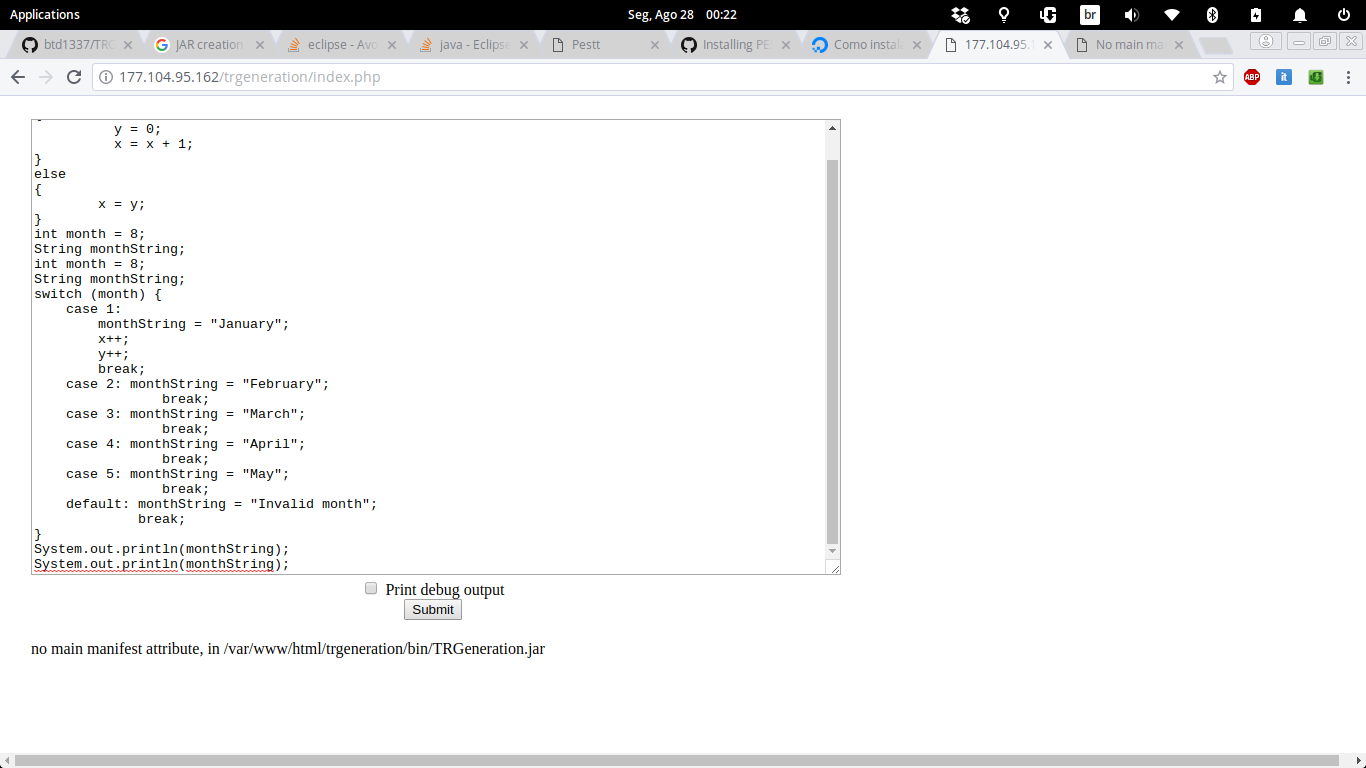 Applications
Seg, Ago 28 00:22
br
btd1337/TRG
JAR creation
eclipse - Avo
java - Eclipse
Pestt
Installing PE
Como instal
177.104.95.
No main ma
177.104.95.162/trgeneration/index.php
ABP
it
y = 0;
x = x + 1;
}
else
{
x = y;
}
int month = 8;
String monthString;
int month = 8;
String monthString;
switch (month) {
case 1:
monthString = "January";
x++;
y++;
break;
case 2: monthString = "February";
break;
case 3: monthString = "March";
break;
case 4: monthString = "April";
break;
case 5: monthString = "May";
break;
default: monthString = "Invalid month";
break;
}
System.out.println(monthString);
System.out.println(monthString);
Print debug output
Submit
no main manifest attribute, in /var/www/html/trgeneration/bin/TRGeneration.jar